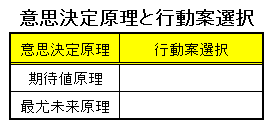 意思決定原理と行動案選択
意思決定原理 行動案選択
期待値原理
最尤未来原理